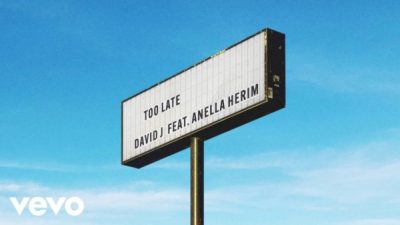 TOO LATE
DAVID J FEAT. ANELLA HERIM
vevo